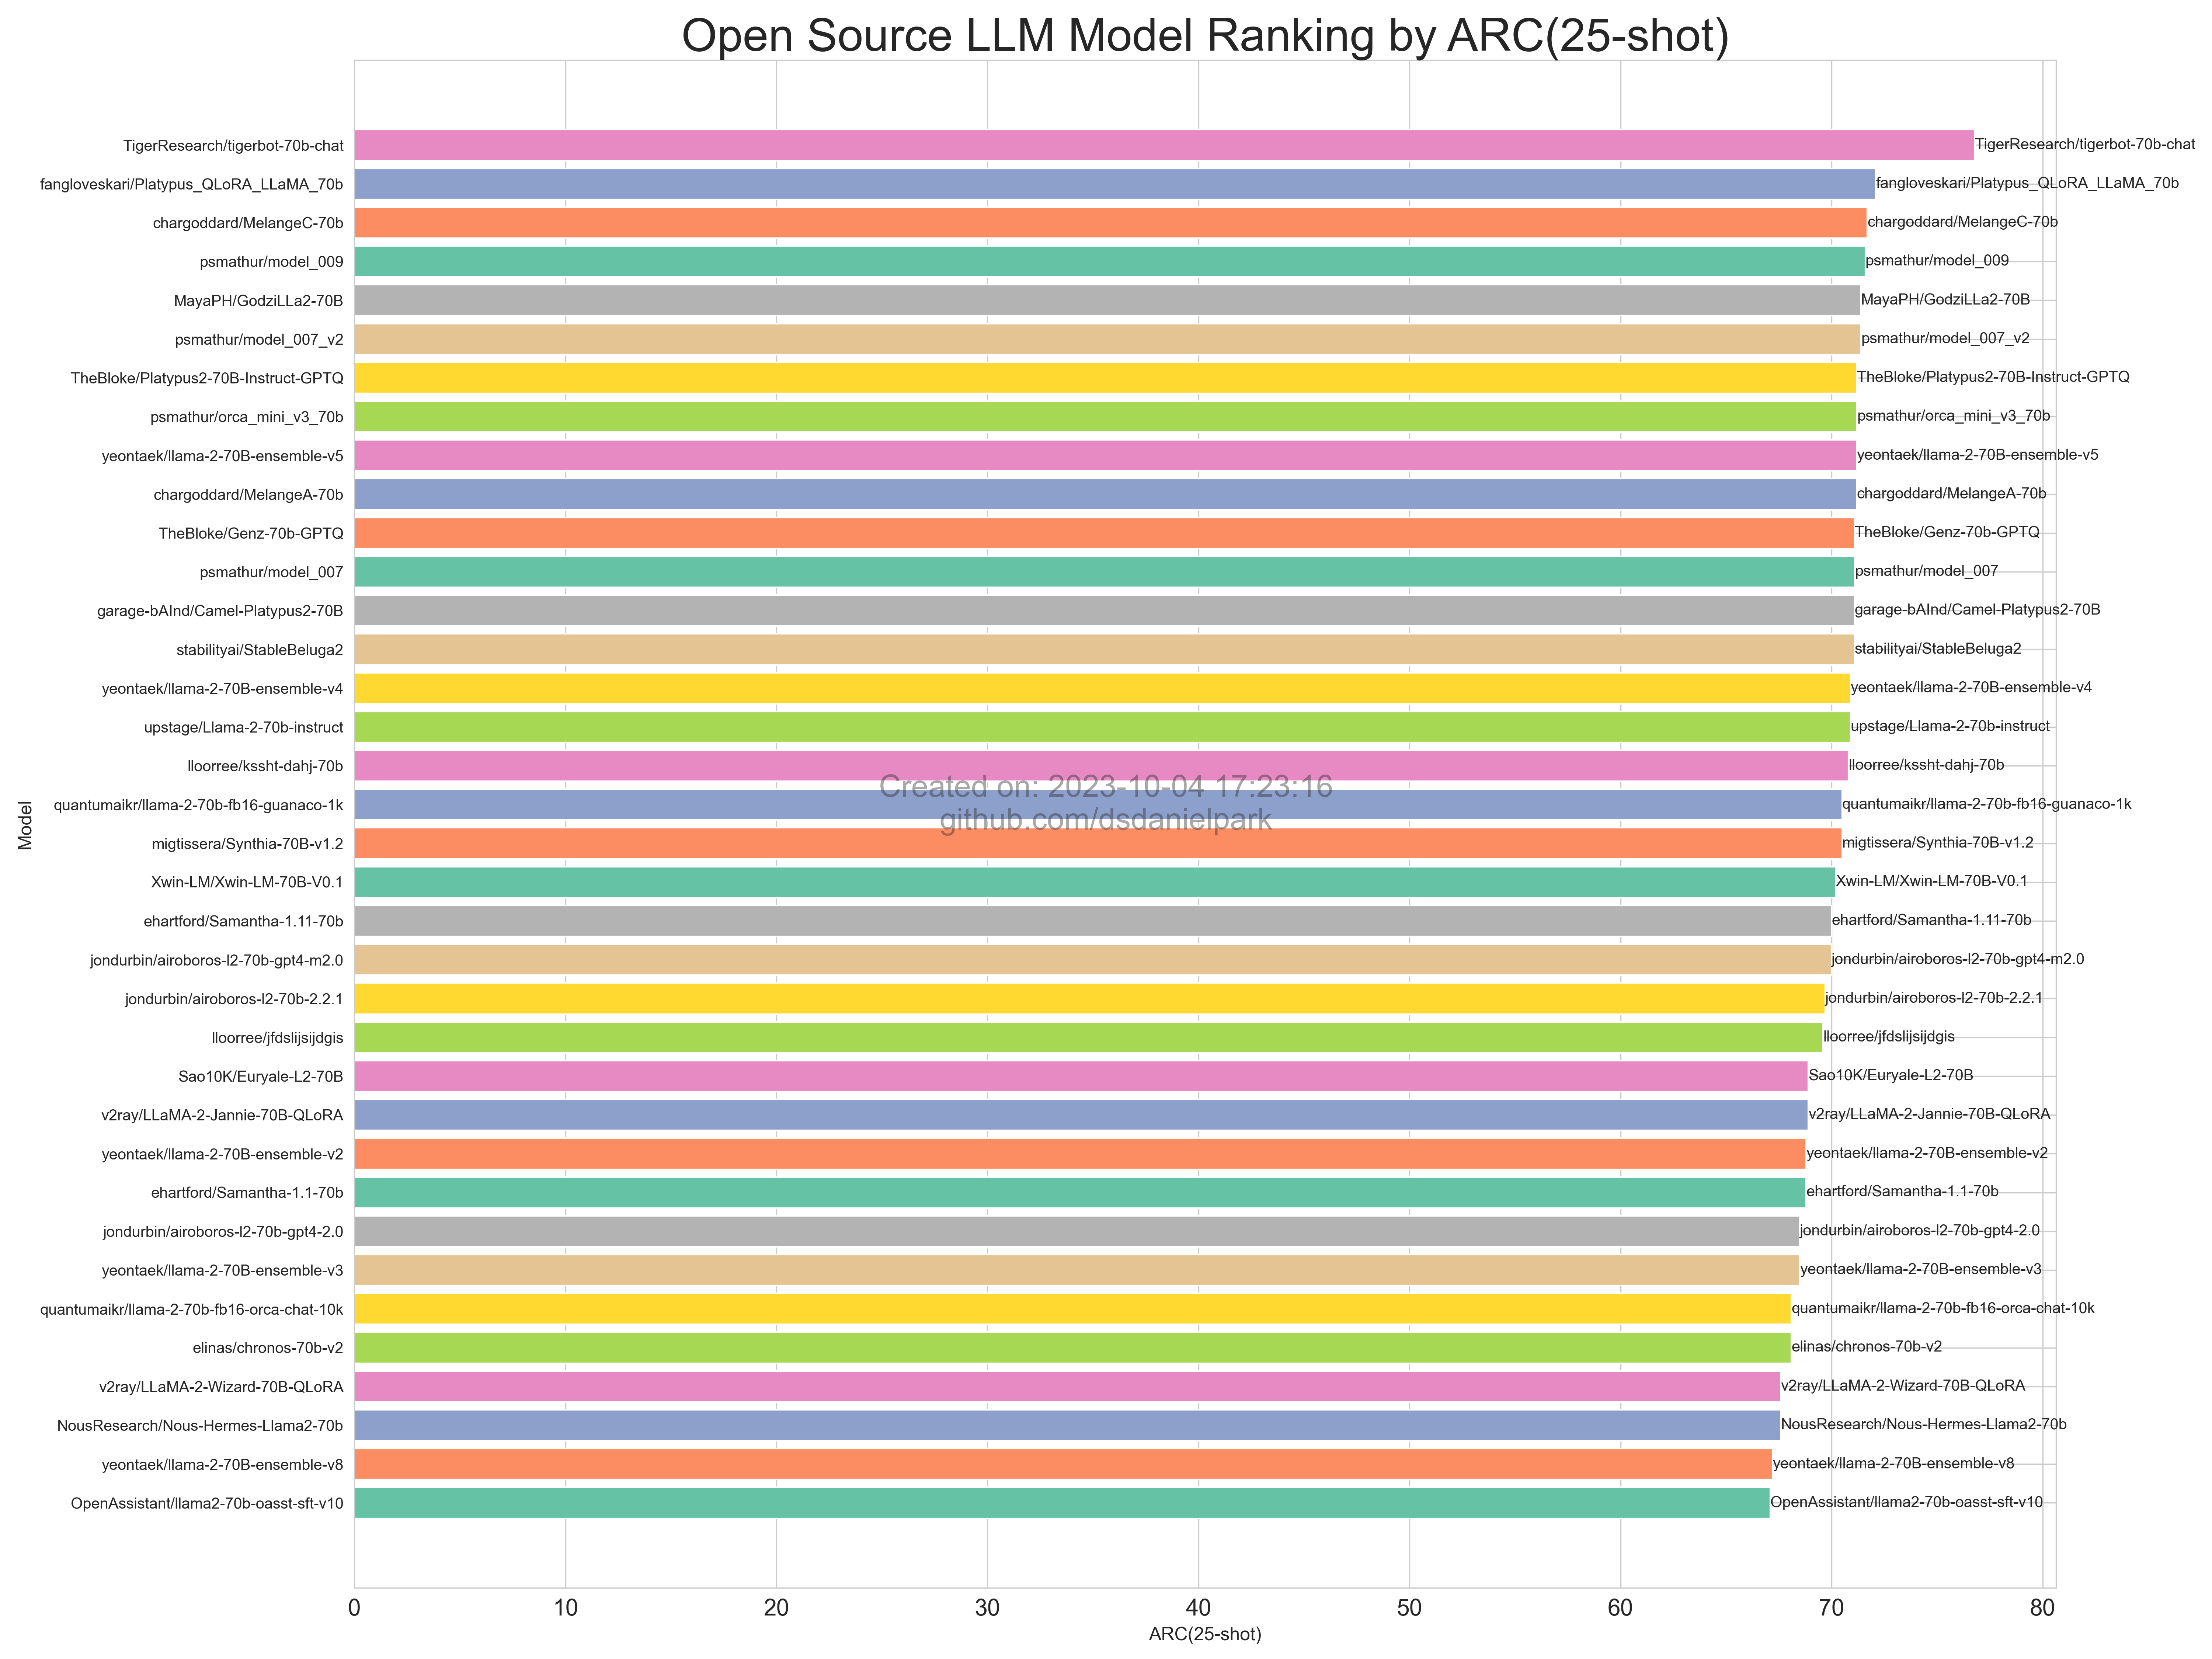 Open Source LLM Model Ranking by ARC(25-shot)
TigerResearch/tigerbot-70b-chat TigerResearch/tigerbot-70b-chat
fangloveskari/Platypus_QLoRA_LLaMA_70b fangloveskari/Platypus_QLoRA_LLaMA_70b
chargoddard/MelangeC-70b chargoddard/MelangeC-70b
psmathur/model_009 psmathur/model_009
MayaPH/GodziLLa2-70B MayaPH/GodziLLa2-70B
psmathur/model_007_v2 psmathur/model_007_v2
TheBloke/Platypus2-70B-Instruct-GPTQ TheBloke/Platypus2-70B-Instruct-GPTQ
psmathur/orca_mini_v3_70b psmathur/orca_mini_v3_70b
yeontaek/llama-2-70B-ensemble-v5 yeontaek/llama-2-70B-ensemble-v5
chargoddard/MelangeA-70b chargoddard/MelangeA-70b
TheBloke/Genz-70b-GPTQ TheBloke/Genz-70b-GPTQ
psmathur/model_007 psmathur/model_007
garage-bAInd/Camel-Platypus2-70B garage-bAInd/Camel-Platypus2-70B
stabilityai/StableBeluga2 stabilityai/StableBeluga2
yeontaek/llama-2-70B-ensemble-v4 yeontaek/llama-2-70B-ensemble-v4
upstage/Llama-2-70b-instruct upstage/Llama-2-70b-instruct
lloorree/kssht-dahj-70b lloorree/kssht-dahj-70b
Created on: 2023-10-04 17:23:16
quantumaikr/llama-2-70b-fb16-guanaco-1k quantumaikr/llama-2-70b-fb16-guanaco-1k
github.com/dsdanielpark
Model
migtissera/Synthia-70B-v1.2 migtissera/Synthia-70B-v1.2
Xwin-LM/Xwin-LM-70B-V0.1 Xwin-LM/Xwin-LM-70B-V0.1
ehartford/Samantha-1.11-70b ehartford/Samantha-1.11-70b
jondurbin/airoboros-l2-70b-gpt4-m2.0 jondurbin/airoboros-l2-70b-gpt4-m2.0
jondurbin/airoboros-l2-70b-2.2.1 jondurbin/airoboros-l2-70b-2.2.1
lloorree/jfdslijsijdgis lloorree/jfdslijsijdgis
Sao10K/Euryale-L2-70B Sao10K/Euryale-L2-70B
v2ray/LLaMA-2-Jannie-70B-QLoRA v2ray/LLaMA-2-Jannie-70B-QLoRA
yeontaek/llama-2-70B-ensemble-v2 yeontaek/llama-2-70B-ensemble-v2
ehartford/Samantha-1.1-70b ehartford/Samantha-1.1-70b
jondurbin/airoboros-l2-70b-gpt4-2.0 jondurbin/airoboros-l2-70b-gpt4-2.0
yeontaek/llama-2-70B-ensemble-v3 yeontaek/llama-2-70B-ensemble-v3
quantumaikr/llama-2-70b-fb16-orca-chat-10k quantumaikr/llama-2-70b-fb16-orca-chat-10k
elinas/chronos-70b-v2 elinas/chronos-70b-v2
v2ray/LLaMA-2-Wizard-70B-QLoRA v2ray/LLaMA-2-Wizard-70B-QLoRA
NousResearch/Nous-Hermes-Llama2-70b NousResearch/Nous-Hermes-Llama2-70b
yeontaek/llama-2-70B-ensemble-v8 yeontaek/llama-2-70B-ensemble-v8
OpenAssistant/llama2-70b-oasst-sft-v10 OpenAssistant/llama2-70b-oasst-sft-v10
0 10 20 30 40 50 60 70 80
ARC(25-shot)